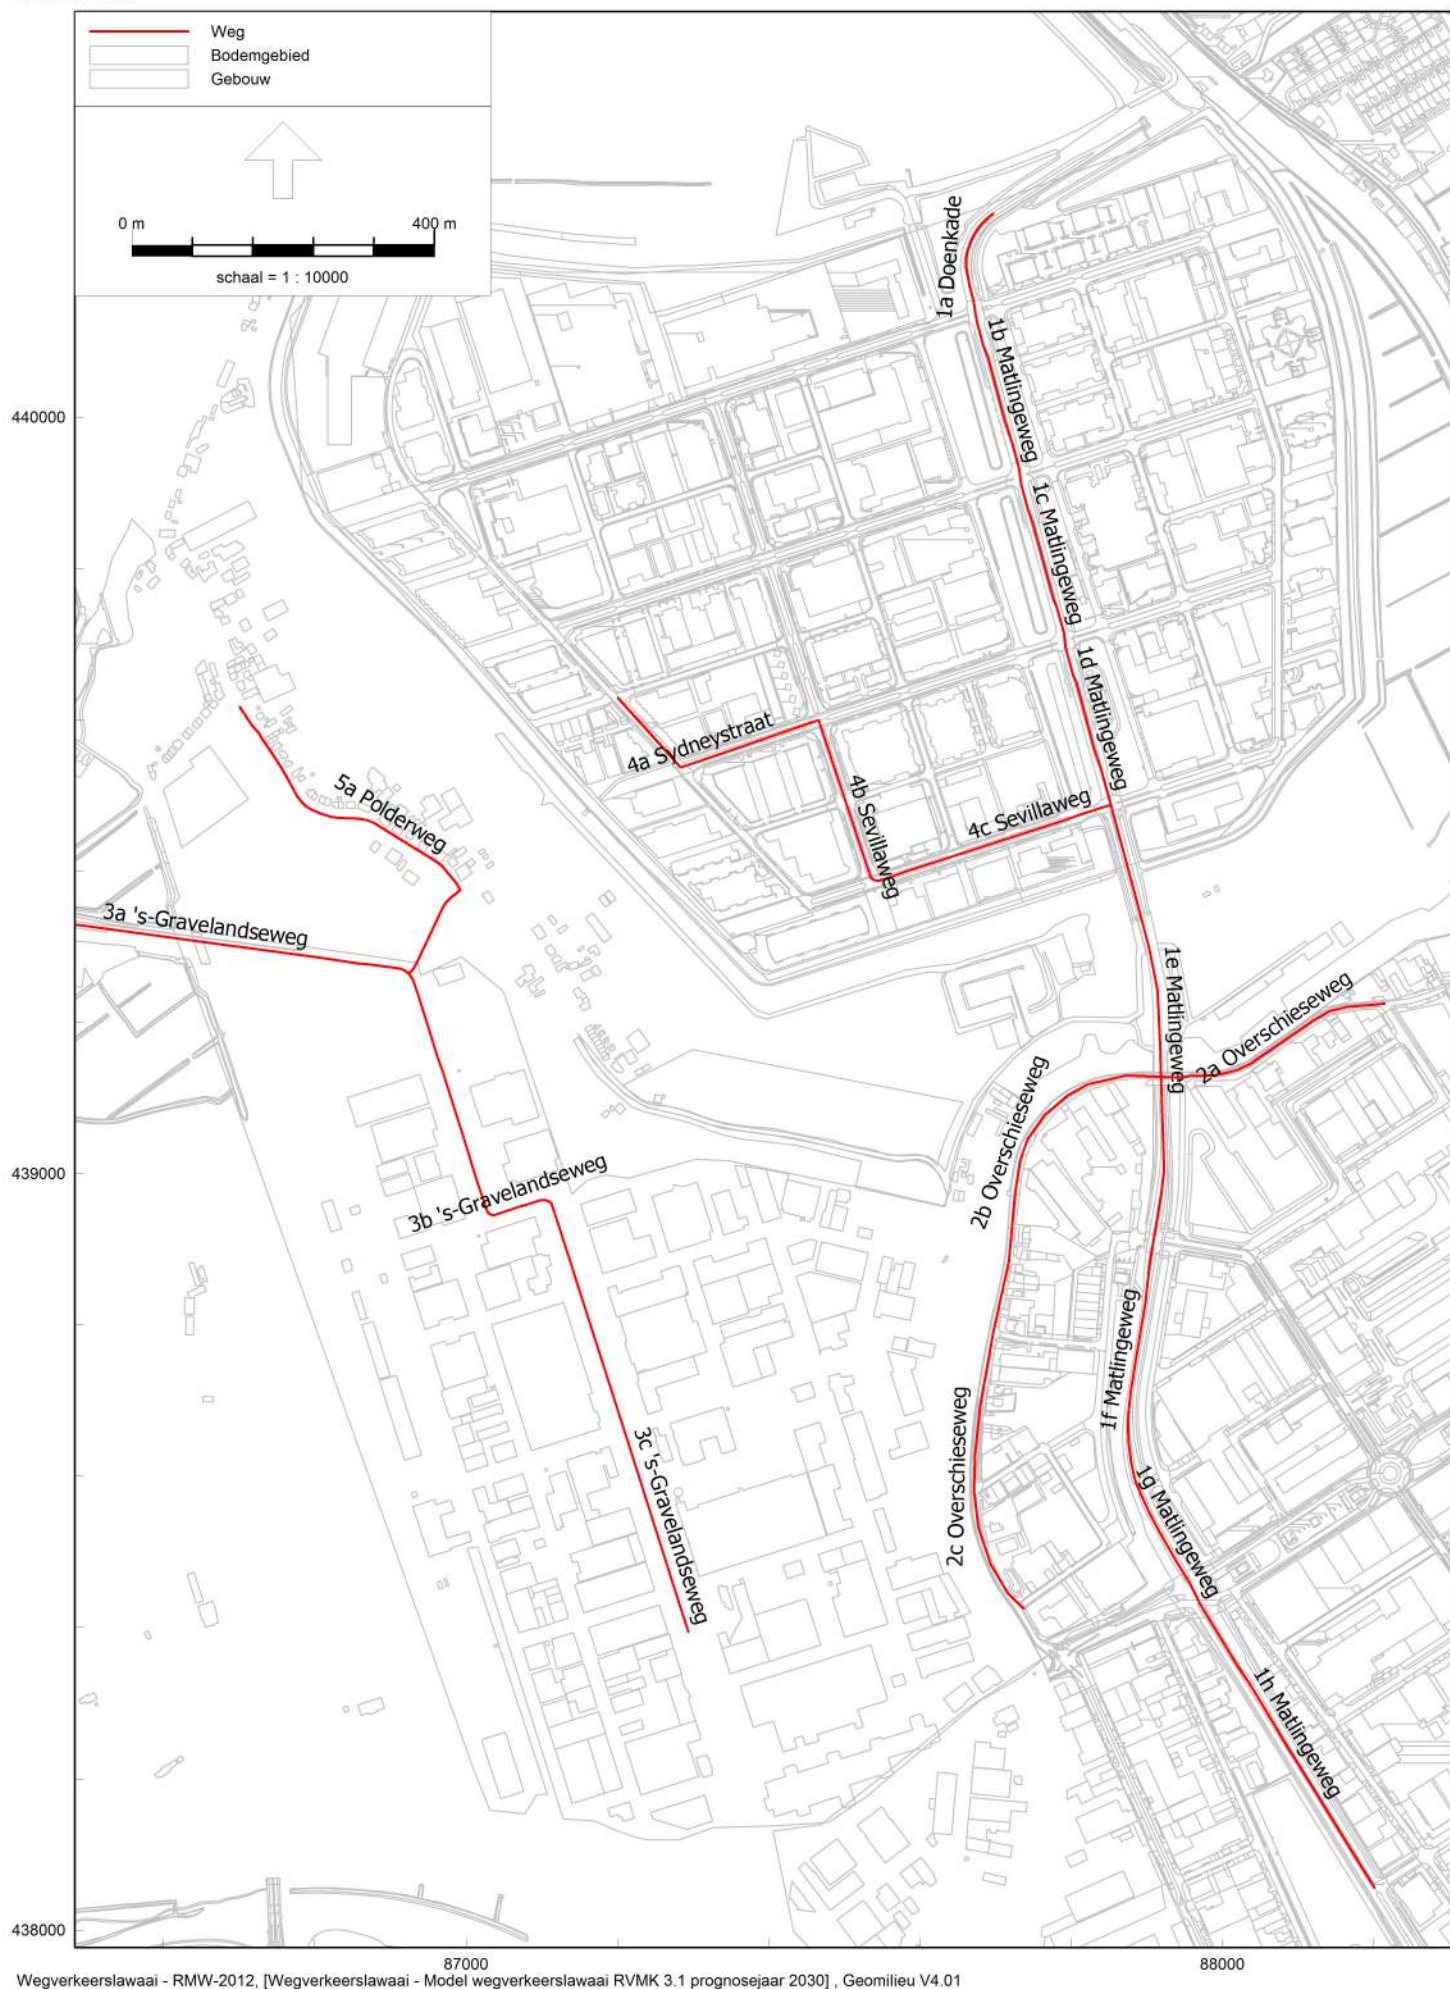 Weg
Bodemgebied
Gebouw
0 m 400 m
schaal = 1 : 10000
1a Doenkade
1b Matlingeweg
440000
1c Matlingeweg
1d Matlingeweg
4a Sydneystraat
4b Sevillaweg
4c Sevillaweg
5a Polderweg
3a 's-Gravelandseweg
1e Matlingeweg
2a Overschieseweg
2b Overschieseweg
439000
3b 's-Gravelandseweg
1f Matlingeweg
2c Overschieseweg
3c 's-Gravelandseweg
1g Matlingeweg
1h Matlingeweg
438000
87000 88000
Wegverkeerslawaai - RMW-2012, [Wegverkeerslawaai - Model wegverkeerslawaai RVMK 3.1 prognosejaar 2030] , Geomilieu V4.01